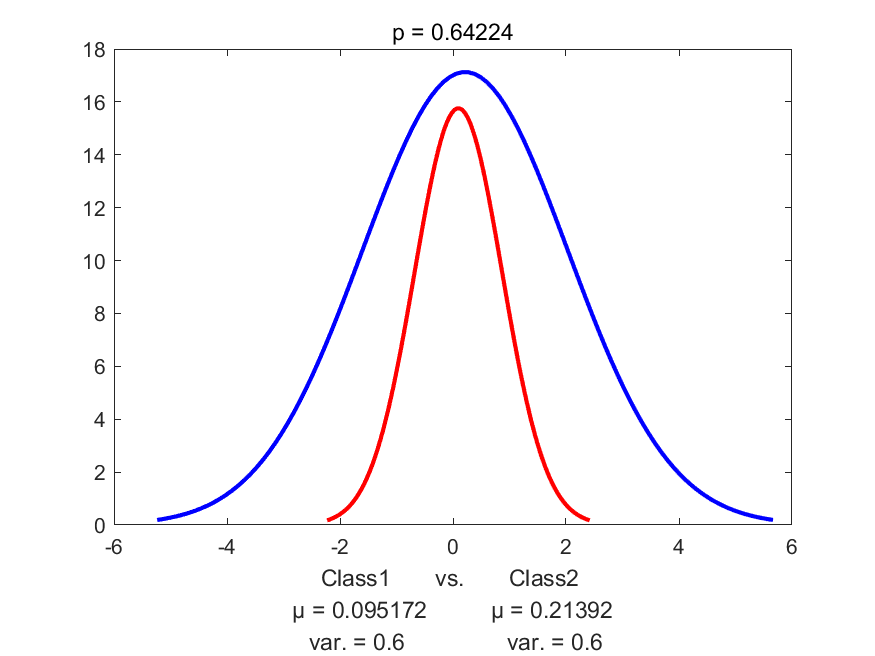 p = 0.64224
18
16
14
12
10
8
6
4
2
0
-6 -4 -2 0 2 4 6
Class1 vs. Class2
μ = 0.095172 μ = 0.21392
var. = 0.6 var. = 0.6